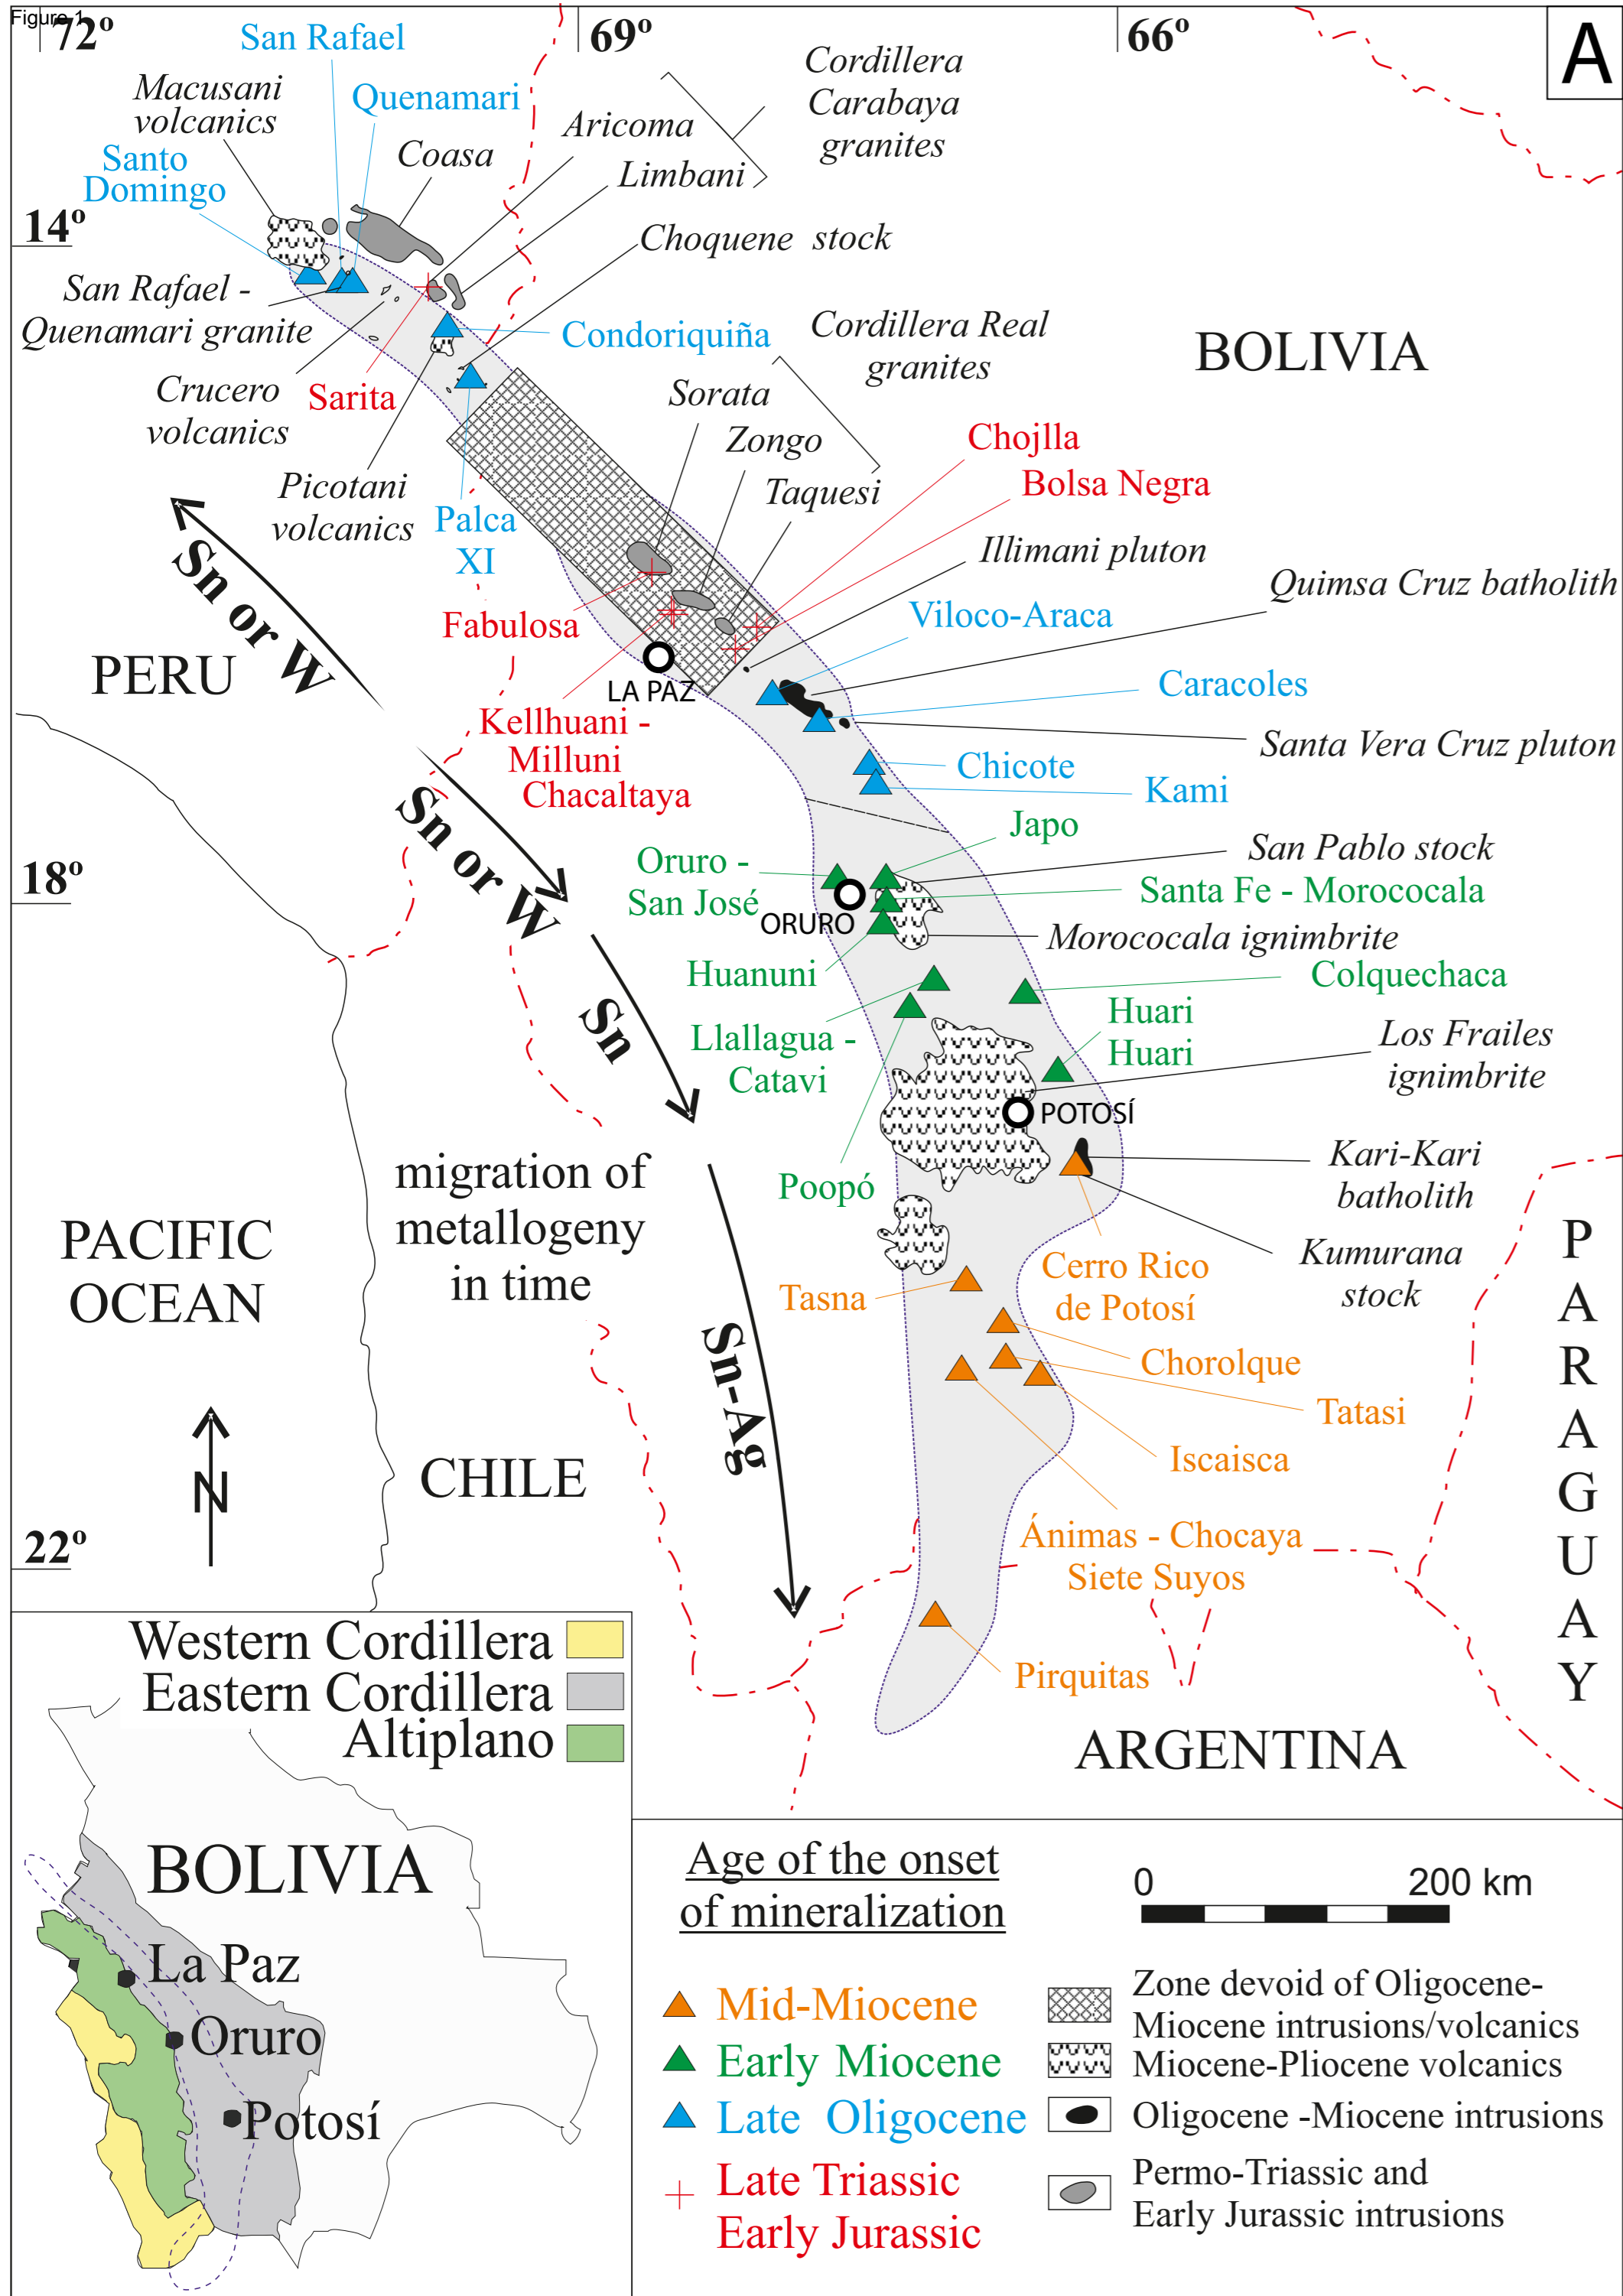 Figure 1
72º
69º
66º
A
San Rafael
Macusani
volcanics
Quenamari
Santo
Domingo
Coasa
Aricoma
Limbani
Cordillera
Carabaya
granites
14º
Choquene stock
San Rafael -
Quenamari granite
Condoriquiña
Cordillera Real
granites
BOLIVIA
Crucero
volcanics
Sarita
Sorata
Zongo
Taquesi
Chojlla
Bolsa Negra
Picotani
volcanics
Palca
XI
Illimani pluton
Quimsa Cruz batholith
Sn or W
Fabulosa
Viloco-Araca
PERU
LA PAZ
Caracoles
Kellhuani -
Milluni
Chacaltaya
Santa Vera Cruz pluton
Chicote
Kami
Sn or W
Japo
18º
Oruro -
San José
San Pablo stock
Santa Fe - Morococala
ORURO
Morococala ignimbrite
Huanuni
Colquechaca
Sn
Llallagua -
Catavi
Huari
Huari
Los Frailes
ignimbrite
POTOSÍ
migration of
metallogeny
in time
Poopó
Kari-Kari
batholith
PACIFIC
OCEAN
Kumurana
stock
Cerro Rico
de Potosí
Tasna
Sn-Ag
Chorolque
Tatasi
Iscaisca
N
CHILE
22º
Ánimas - Chocaya
Siete Suyos
PARAGUAY
Pirquitas
ARGENTINA
Western Cordillera
Eastern Cordillera
Altiplano
BOLIVIA
La Paz
Oruro
Potosí
Age of the onset
of mineralization
0 200 km
Mid-Miocene
Early Miocene
Late Oligocene
Late Triassic
Early Jurassic
Zone devoid of Oligocene-
Miocene intrusions/volcanics
Miocene-Pliocene volcanics
Oligocene -Miocene intrusions
Permo-Triassic and
Early Jurassic intrusions